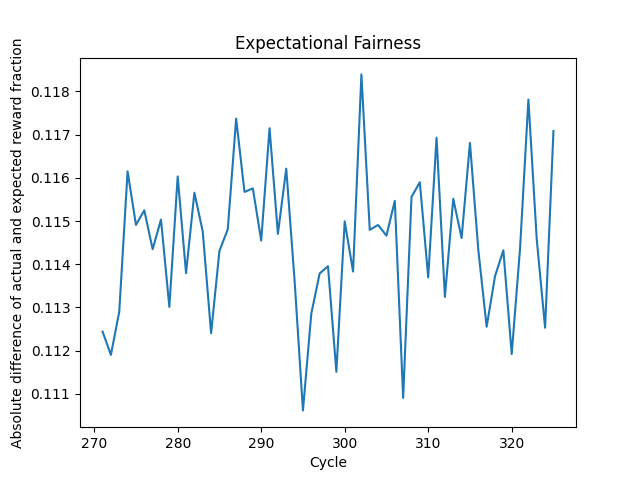 Expectational Fairness
Absolute difference of actual and expected reward fraction
0.118
0.117
0.116
0.115
0.114
0.113
0.112
0.111
270 280 290 300 310 320
Cycle